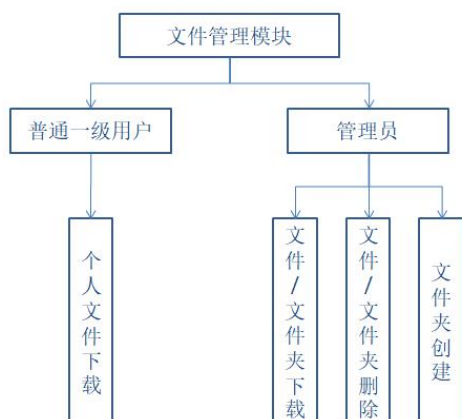 文件管理模块
普通一级用户
管理员
个人文件下载
文件/文件夹下载
文件/文件夹删除
文件夹创建